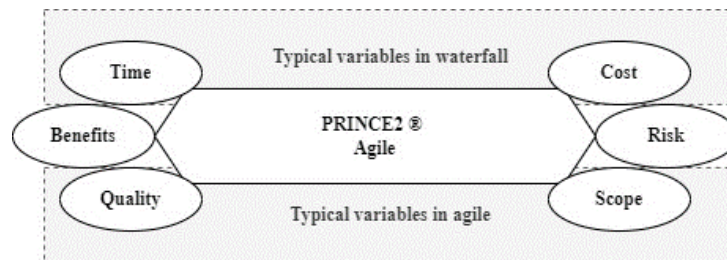 Typical variables in waterfall
Time
Cost
Benefits
PRINCE2 ®
Agile
Risk
Quality
Scope
Typical variables in agile